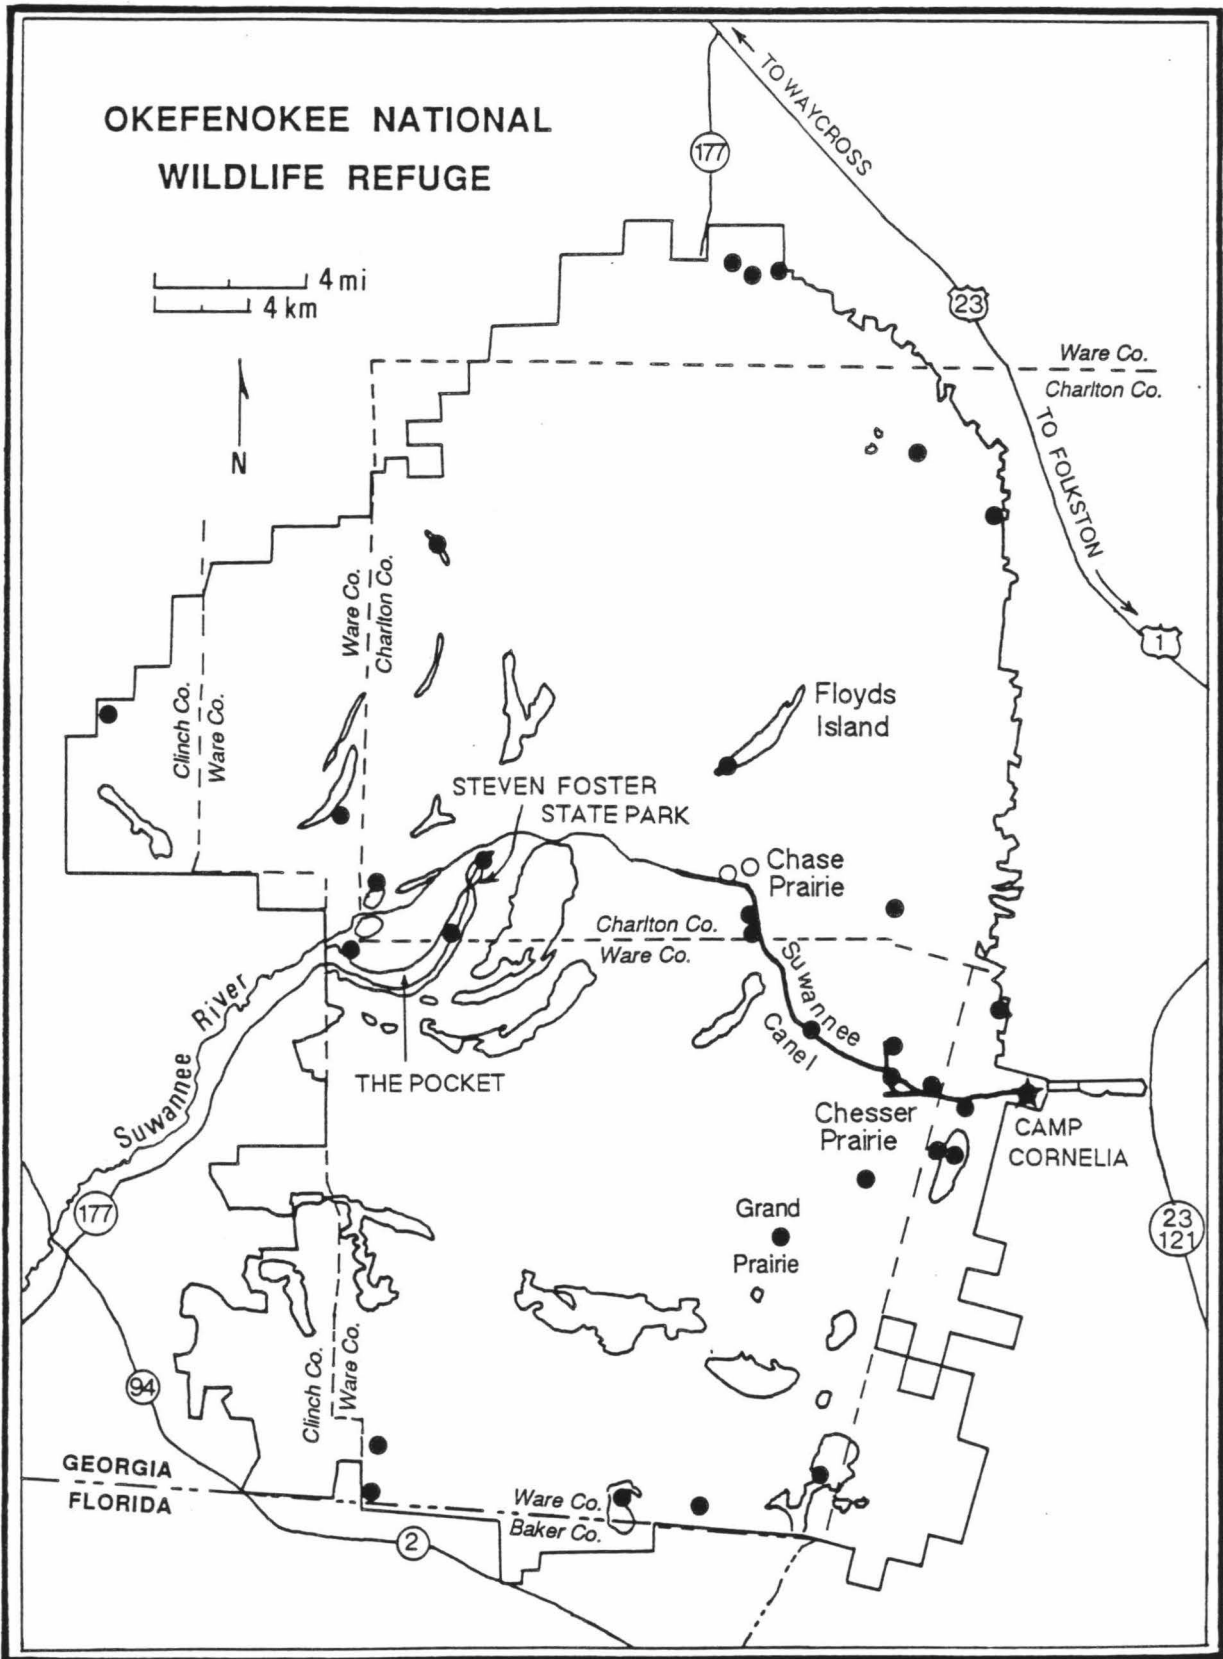 OKEFENOKEE NATIONAL
WILDLIFE REFUGE
4 mi
4 km
N
177
TO WAYCROSS
23
Ware Co.
Charlton Co.
TO FOLKSTON
1
Ware Co.
Charlton Co.
Clinch Co.
Ware Co.
Floyds
Island
STEVEN FOSTER
STATE PARK
Chase
Prairie
Charlton Co.
Ware Co.
Suwannee
Canel
Suwannee River
THE POCKET
Chesser
Prairie
CAMP
CORNELIA
177
Grand
Prairie
23
121
94
Clinch Co.
Ware Co.
GEORGIA
FLORIDA
Ware Co.
Baker Co.
2